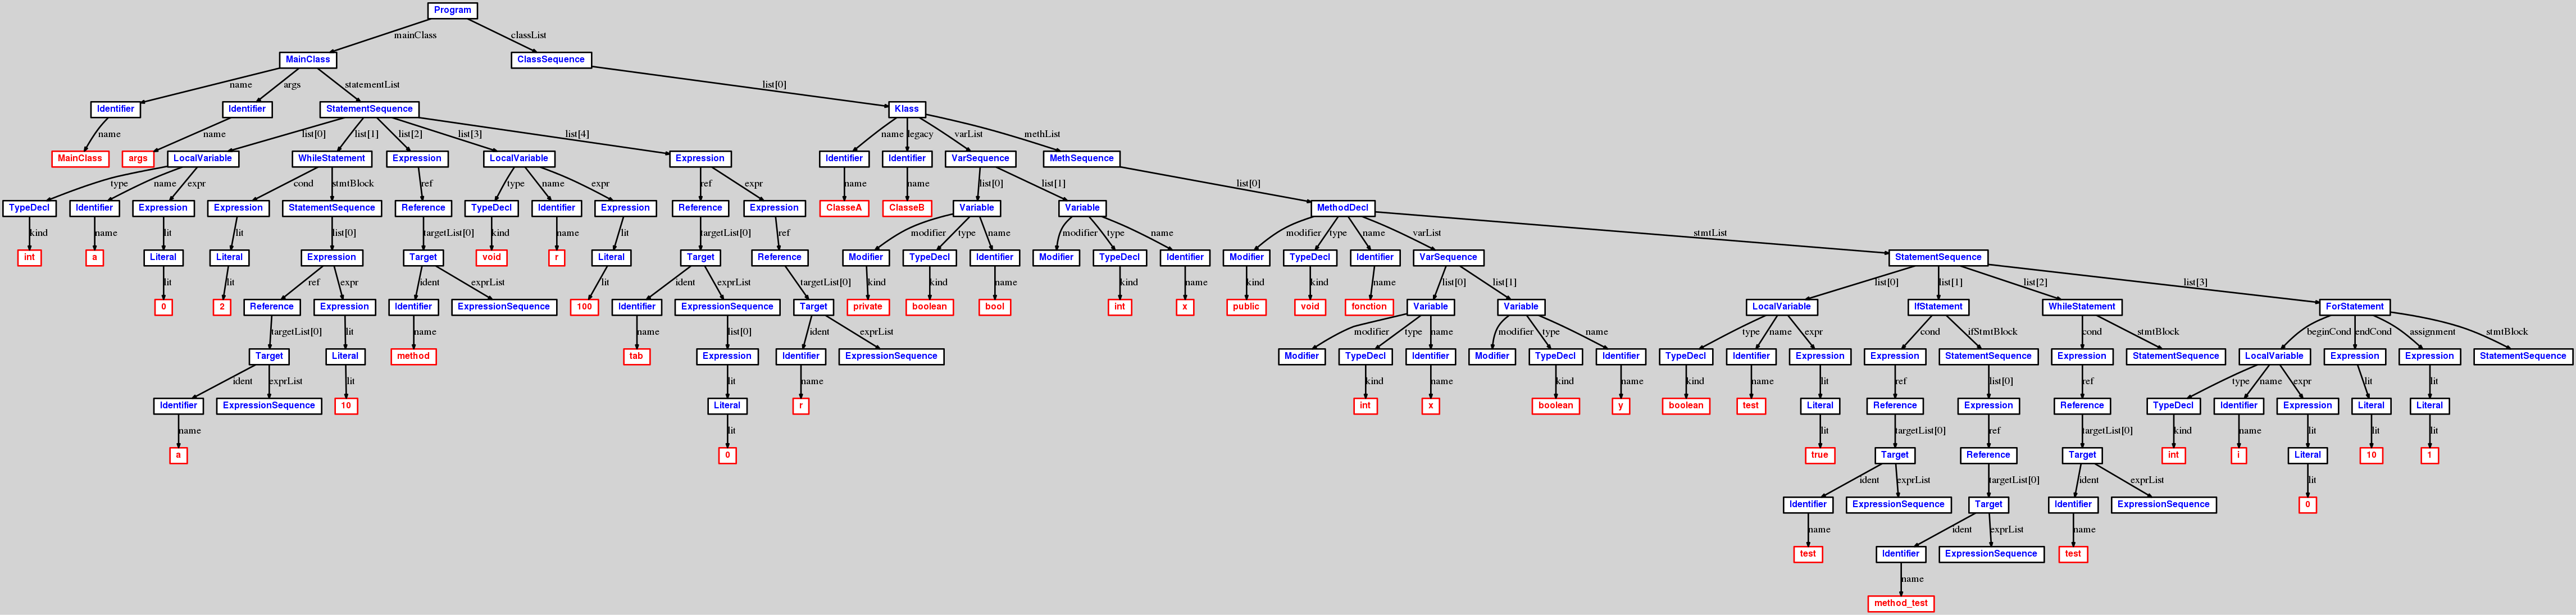 Program
mainClass classList
MainClass ClassSequence
name args statementList list[0]
Identifier Identifier StatementSequence Klass
name name list[0] list[1] list[2] list[3] list[4] name legacy varList methList
MainClass args LocalVariable WhileStatement Expression LocalVariable Expression Identifier Identifier VarSequence MethSequence
type name expr cond stmtBlock ref type name expr ref expr name name list[0] list[1] list[0]
TypeDecl Identifier Expression Expression StatementSequence Reference TypeDecl Identifier Expression Reference Expression ClasseA ClasseB Variable Variable MethodDecl
kind name lit lit list[0] targetList[0] kind name lit targetList[0] ref modifier type name modifier type name modifier type name varList stmtList
int a Literal Literal Expression Target void r Literal Target Reference Modifier TypeDecl Identifier Modifier TypeDecl Identifier Modifier TypeDecl Identifier VarSequence StatementSequence
lit lit ref expr ident exprList lit ident exprList targetList[0] kind kind name kind name kind kind name list[0] list[1] list[0] list[1] list[2] list[3]
0 2 Reference Expression Identifier ExpressionSequence 100 Identifier ExpressionSequence Target private boolean bool int x public void fonction Variable Variable LocalVariable IfStatement WhileStatement ForStatement
targetList[0] lit name name list[0] ident exprList modifier type name modifier type name type name expr cond ifStmtBlock cond stmtBlock beginCond endCond assignment stmtBlock
Target Literal method tab Expression Identifier ExpressionSequence Modifier TypeDecl Identifier Modifier TypeDecl Identifier TypeDecl Identifier Expression Expression StatementSequence Expression StatementSequence LocalVariable Expression Expression StatementSequence
ident exprList lit lit name kind name kind name kind name lit ref list[0] ref type name expr lit lit
Identifier ExpressionSequence 10 Literal r int x boolean y boolean test Literal Reference Expression Reference TypeDecl Identifier Expression Literal Literal
name lit lit targetList[0] ref targetList[0] kind name lit lit lit
a 0 true Target Reference Target int i Literal 10 1
ident exprList targetList[0] ident exprList lit
Identifier ExpressionSequence Target Identifier ExpressionSequence 0
name ident exprList name
test Identifier ExpressionSequence test
name
method_test